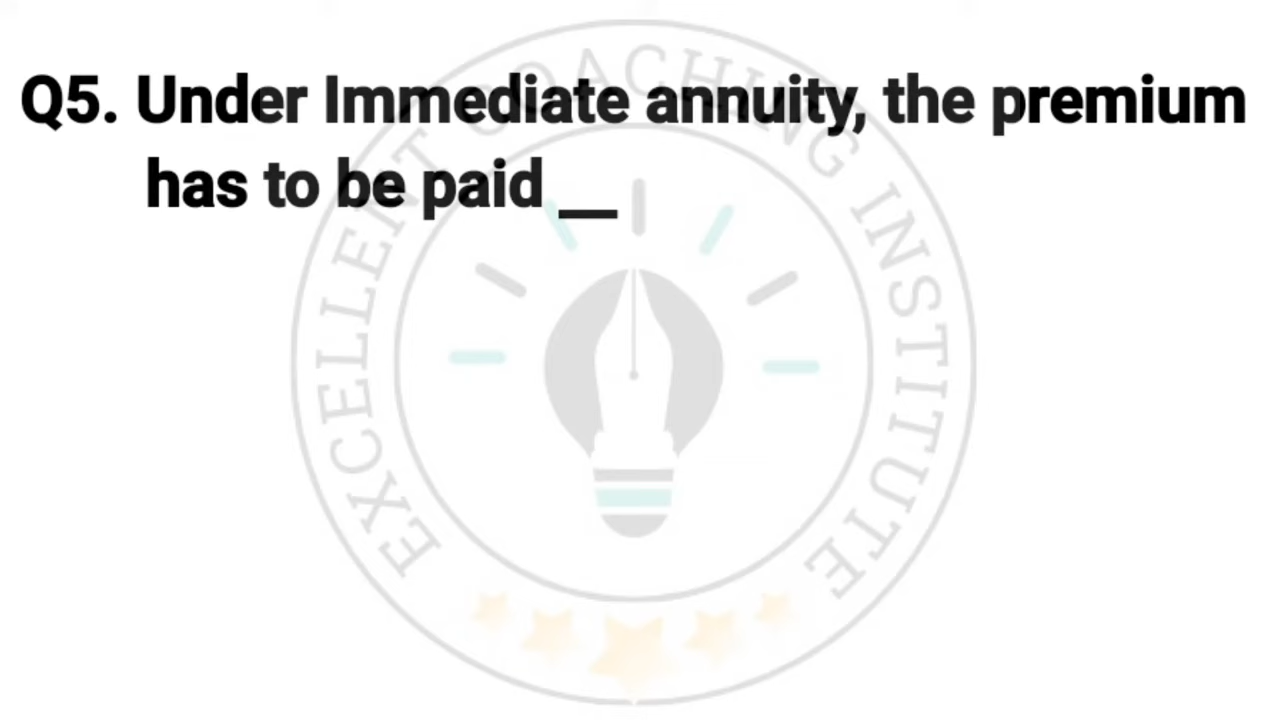 Q5. Under Immediate annuity, the premium
has to be paid __
EXCELLENT COACHING INSTITUTE